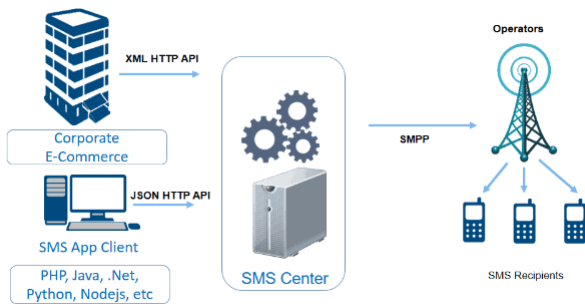 Operators
XML HTTP API
SMPP
Corporate
E-Commerce
JSON HTTP API
SMS App Client
SMS Center
PHP, Java, .Net,
Python, Nodejs, etc
SMS Recipients